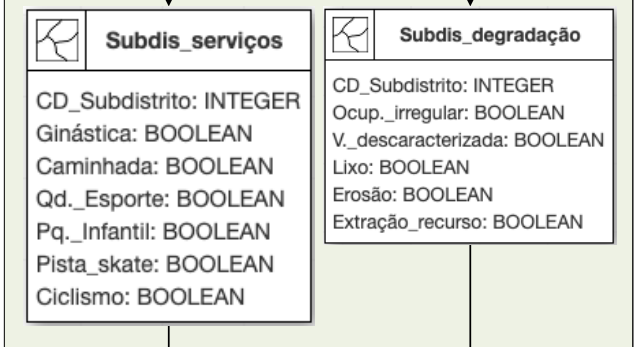 Subdis_serviços
CD_Subdistrito: INTEGER
Ginástica: BOOLEAN
Caminhada: BOOLEAN
Qd._Esporte: BOOLEAN
Pq._Infantil: BOOLEAN
Pista_skate: BOOLEAN
Ciclismo: BOOLEAN
Subdis_degradação
CD_Subdistrito: INTEGER
Ocup._irregular: BOOLEAN
V._descaracterizada: BOOLEAN
Lixo: BOOLEAN
Erosão: BOOLEAN
Extração_recurso: BOOLEAN